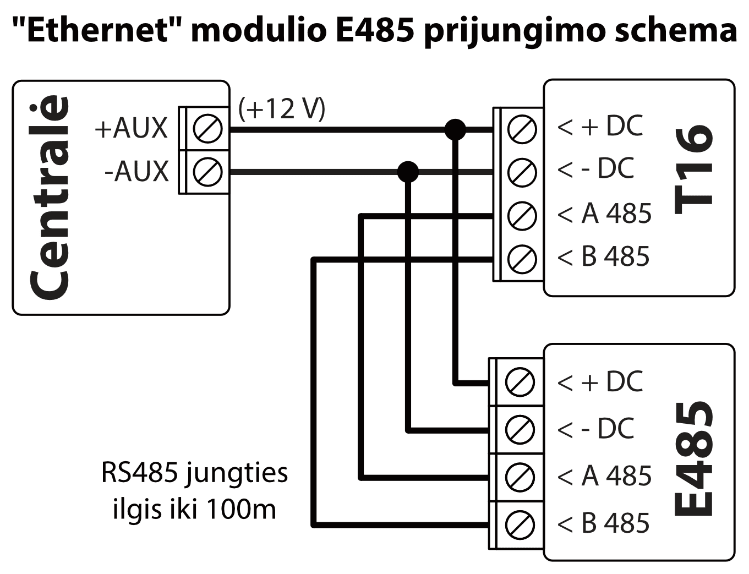 "Ethernet" modulio E485 prijungimo schema
Centralė
+AUX
(+12 V)
-AUX
< + DC
< - DC
< A 485
< B 485
T16
< + DC
< - DC
< A 485
< B 485
E485
RS485 jungties
ilgis iki 100m